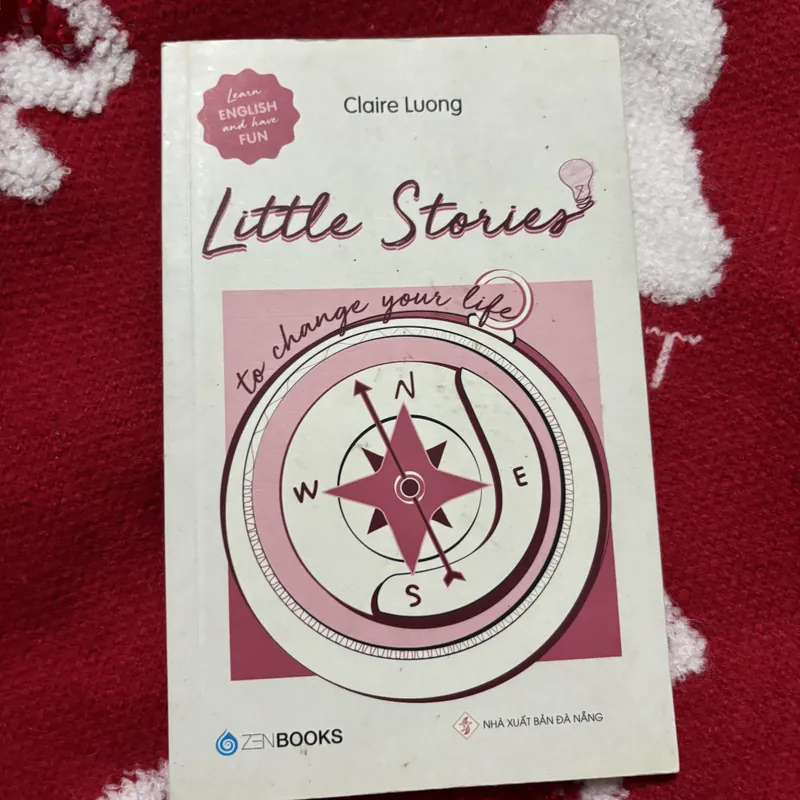 Learn
ENGLISH
and have
FUN
Claire Luong
Little Stories
to change your life
N
W
E
S
ZENBOOKS
NHÀ XUẤT BẢN ĐÀ NẴNG
T